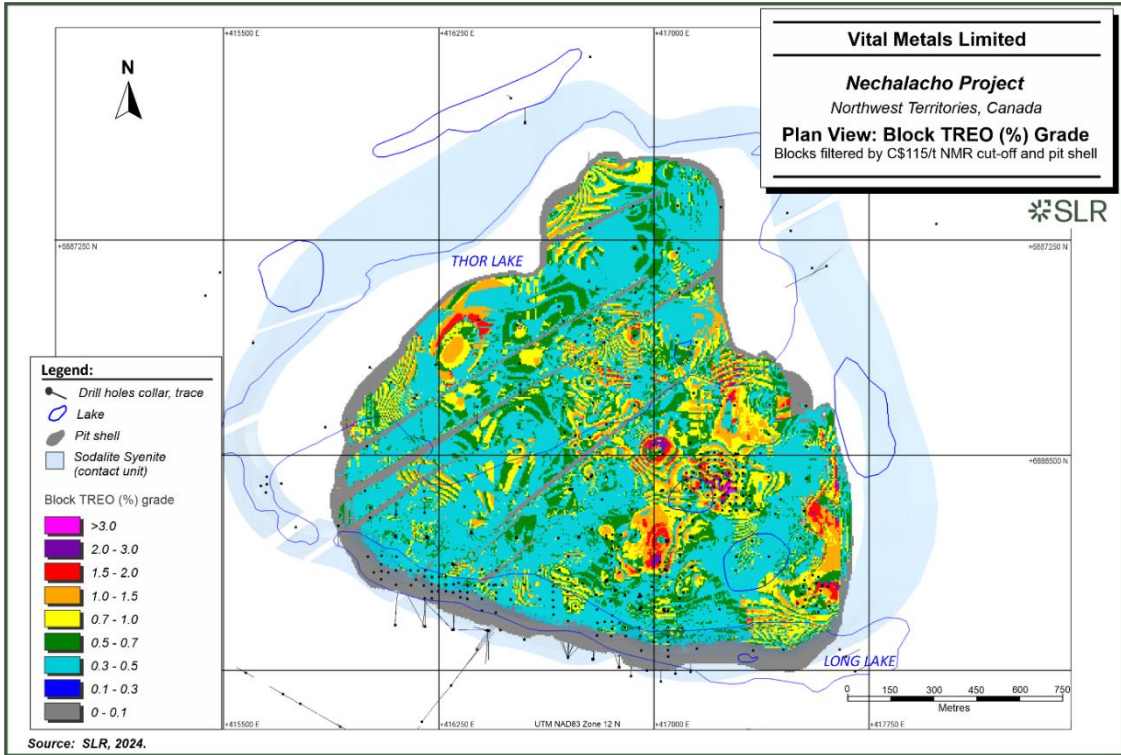 Vital Metals Limited
Nechalacho Project
Northwest Territories, Canada
Plan View: Block TREO (%) Grade
Blocks filtered by C$115/t NMR cut-off and pit shell
SLR
N
+415500 E
+416250 E
+417000 E
+6887250 N
+6887250 N
THOR LAKE
+6886500 N
LONG LAKE
Legend:
Drill holes collar, trace
Lake
Pit shell
Sodalite Syenite
(contact unit)
Block TREO (%) grade
>3.0
2.0 - 3.0
1.5 - 2.0
1.0 - 1.5
0.7 - 1.0
0.5 - 0.7
0.3 - 0.5
0.1 - 0.3
0 - 0.1
0 150 300 450 600 750
Metres
+415500 E
+416250 E
UTM NAD83 Zone 12 N
+417000 E
+417750 E
Source: SLR, 2024.